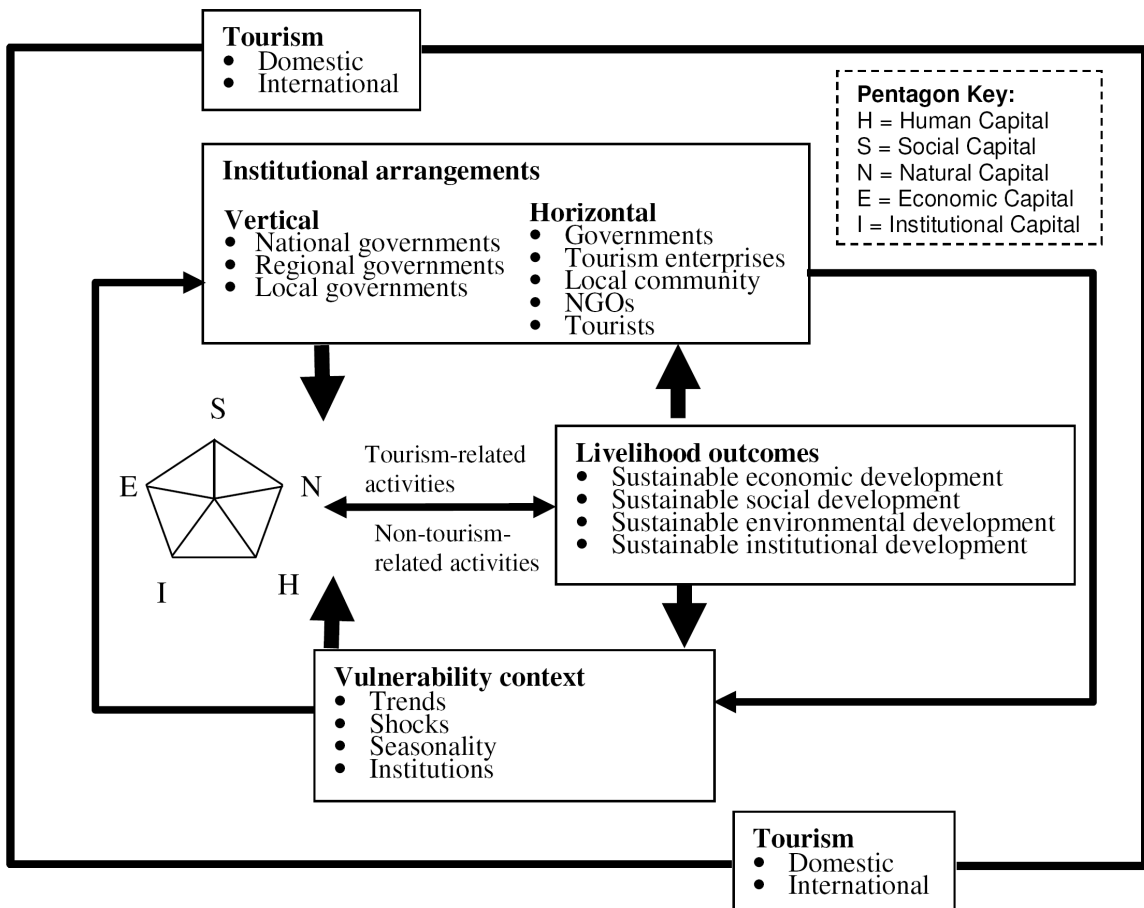 Tourism
• Domestic
• International
Pentagon Key:
H = Human Capital
S = Social Capital
N = Natural Capital
E = Economic Capital
I = Institutional Capital
Institutional arrangements
Vertical
• National governments
• Regional governments
• Local governments
Horizontal
• Governments
• Tourism enterprises
• Local community
• NGOs
• Tourists
S
E
N
I
H
Tourism-related
activities
Non-tourism-
related activities
Livelihood outcomes
• Sustainable economic development
• Sustainable social development
• Sustainable environmental development
• Sustainable institutional development
Vulnerability context
• Trends
• Shocks
• Seasonality
• Institutions
Tourism
• Domestic
• International